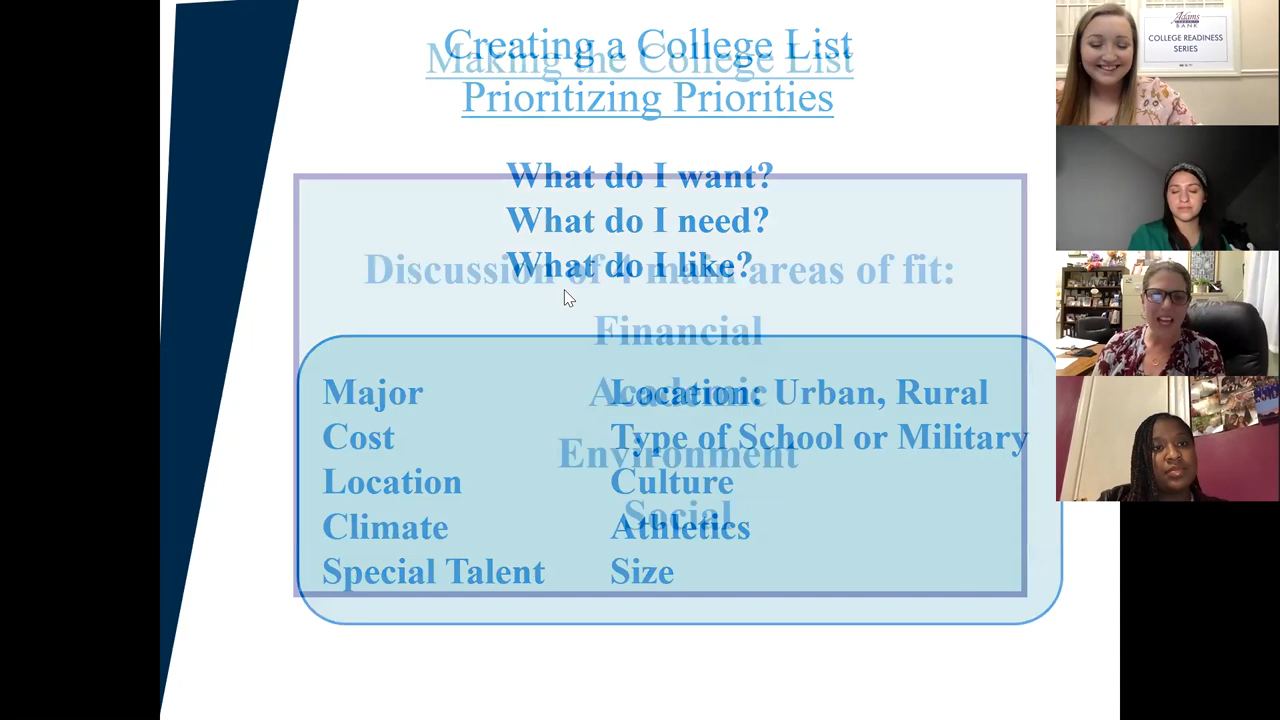 Creating a College List
Making the College List
Prioritizing Priorities
What do I want?
What do I need?
What do I like?
Discussion of 4 main areas of fit:
Financial
Academic
Environment
Social
Major
Cost
Location
Climate
Special Talent
Location: Urban, Rural
Type of School or Military
Culture
Athletics
Size
Adams
BANK
COLLEGE READINESS
SERIES